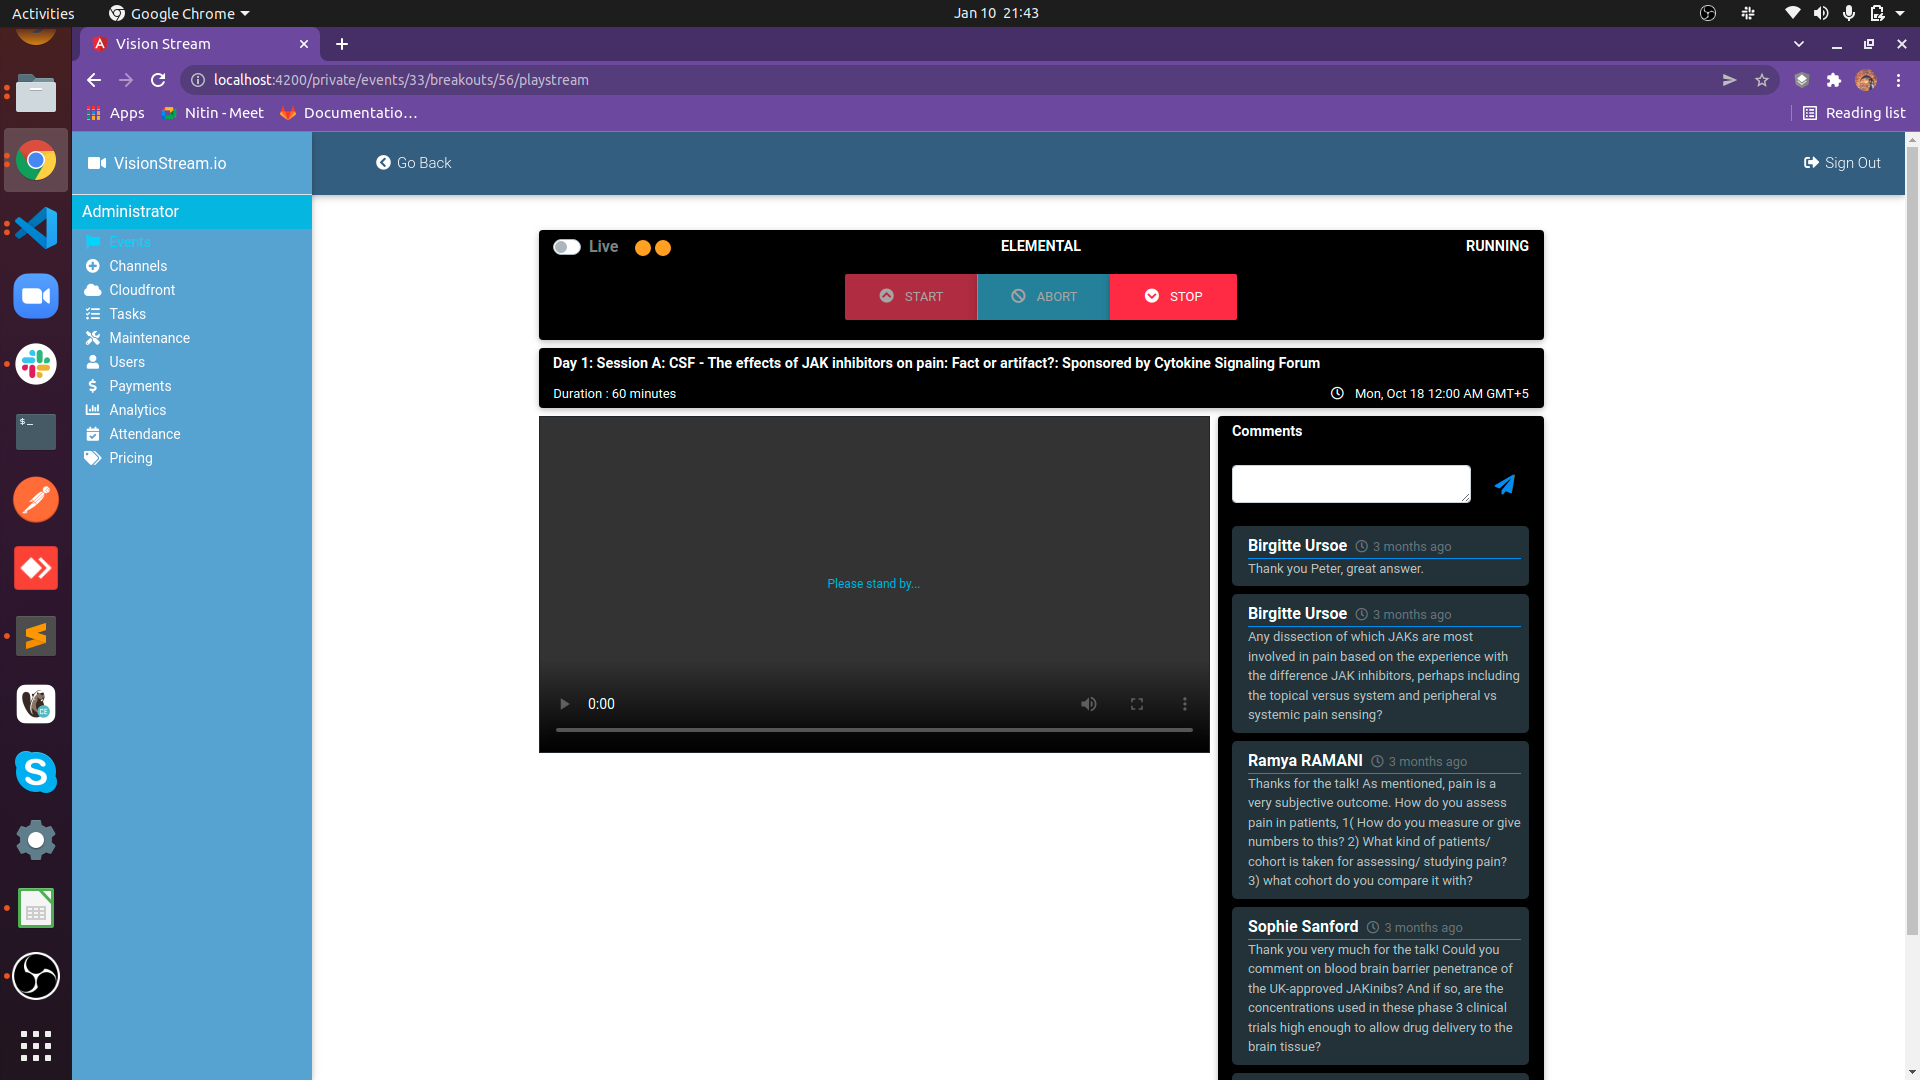 Activities
Google Chrome
Jan 10 21:43
Vision Stream
localhost:4200/private/events/33/breakouts/56/playstream
Apps
Nitin - Meet
Documentatio…
Reading list
VisionStream.io
Go Back
Sign Out
Administrator
Events
Channels
Cloudfront
Tasks
Maintenance
Users
Payments
Analytics
Attendance
Pricing
Live
ELEMENTAL
RUNNING
START
ABORT
STOP
Day 1: Session A: CSF - The effects of JAK inhibitors on pain: Fact or artifact?: Sponsored by Cytokine Signaling Forum
Duration : 60 minutes
Mon, Oct 18 12:00 AM GMT+5
Please stand by...
0:00
Comments
Birgitte Ursoe 3 months ago
Thank you Peter, great answer.
Birgitte Ursoe 3 months ago
Any dissection of which JAKs are most
involved in pain based on the experience with
the difference JAK inhibitors, perhaps including
the topical versus system and peripheral vs
systemic pain sensing?
Ramya RAMANI 3 months ago
Thanks for the talk! As mentioned, pain is a
very subjective outcome. How do you assess
pain in patients, 1( How do you measure or give
numbers to this? 2) What kind of patients/
cohort is taken for assessing/ studying pain?
3) what cohort do you compare it with?
Sophie Sanford 3 months ago
Thank you very much for the talk! Could you
comment on blood brain barrier penetrance of
the UK-approved JAKinibs? And if so, are the
concentrations used in these phase 3 clinical
trials high enough to allow drug delivery to the
brain tissue?